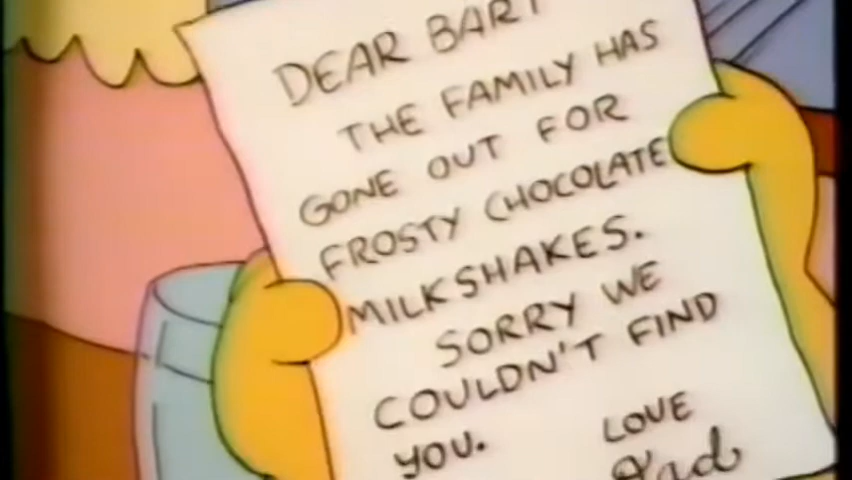 DEAR BART
THE FAMILY HAS
GONE OUT FOR
FROSTY CHOCOLATE
MILKSHAKES.
SORRY WE
COULDN'T FIND
YOU.
LOVE
Dad